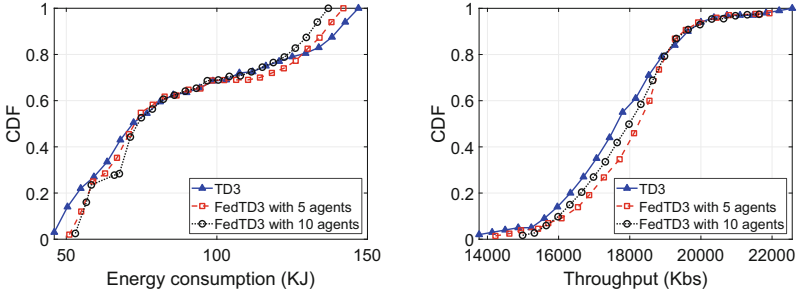 1
0.8
0.6
0.4
0.2
0
CDF
50
100
150
Energy consumption (KJ)
TD3
FedTD3 with 5 agents
FedTD3 with 10 agents
1
0.8
0.6
0.4
0.2
0
CDF
14000
16000
18000
20000
22000
Throughput (Kbs)
TD3
FedTD3 with 5 agents
FedTD3 with 10 agents